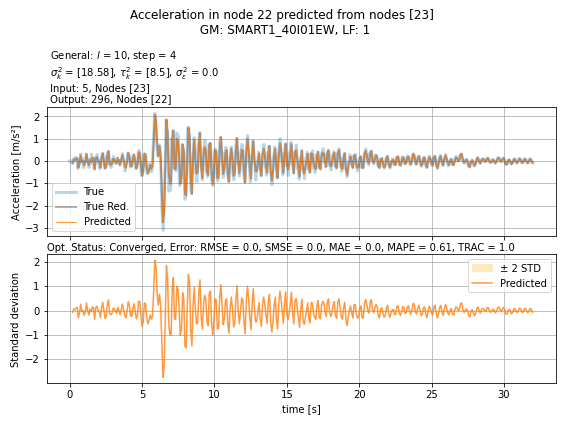 Acceleration in node 22 predicted from nodes [23]
GM: SMART1_40I01EW, LF: 1
General: l = 10, step = 4
σ²ₖ = [18.58], τ²ₖ = [8.5], σ²ε = 0.0
Input: 5, Nodes [23]
Output: 296, Nodes [22]
Acceleration [m/s²]
2
1
0
−1
−2
−3
True
True Red.
Predicted
Opt. Status: Converged, Error: RMSE = 0.0, SMSE = 0.0, MAE = 0.0, MAPE = 0.61, TRAC = 1.0
Standard deviation
2
1
0
−1
−2
± 2 STD
Predicted
0 5 10 15 20 25 30
time [s]